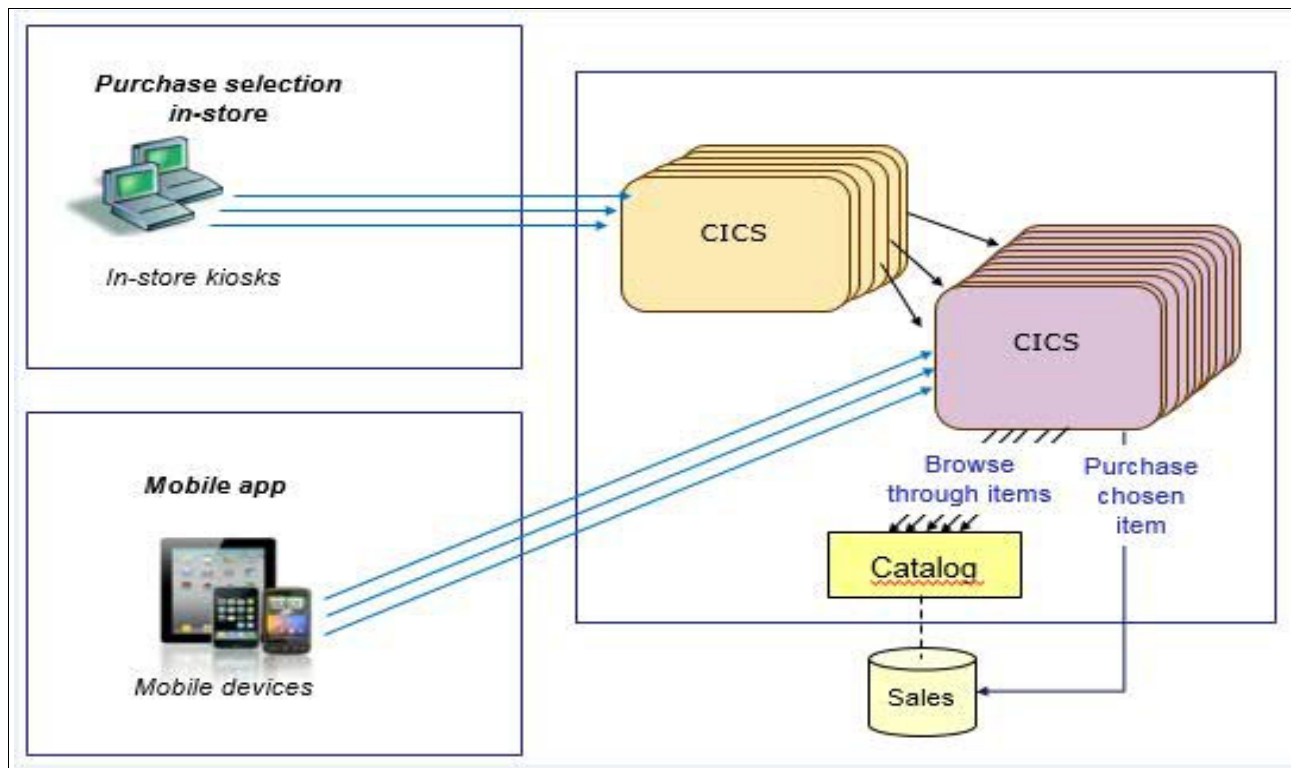 Purchase selection
in-store
In-store kiosks
CICS
CICS
Mobile app
Mobile devices
Browse
through items
Purchase
chosen
item
Catalog
Sales